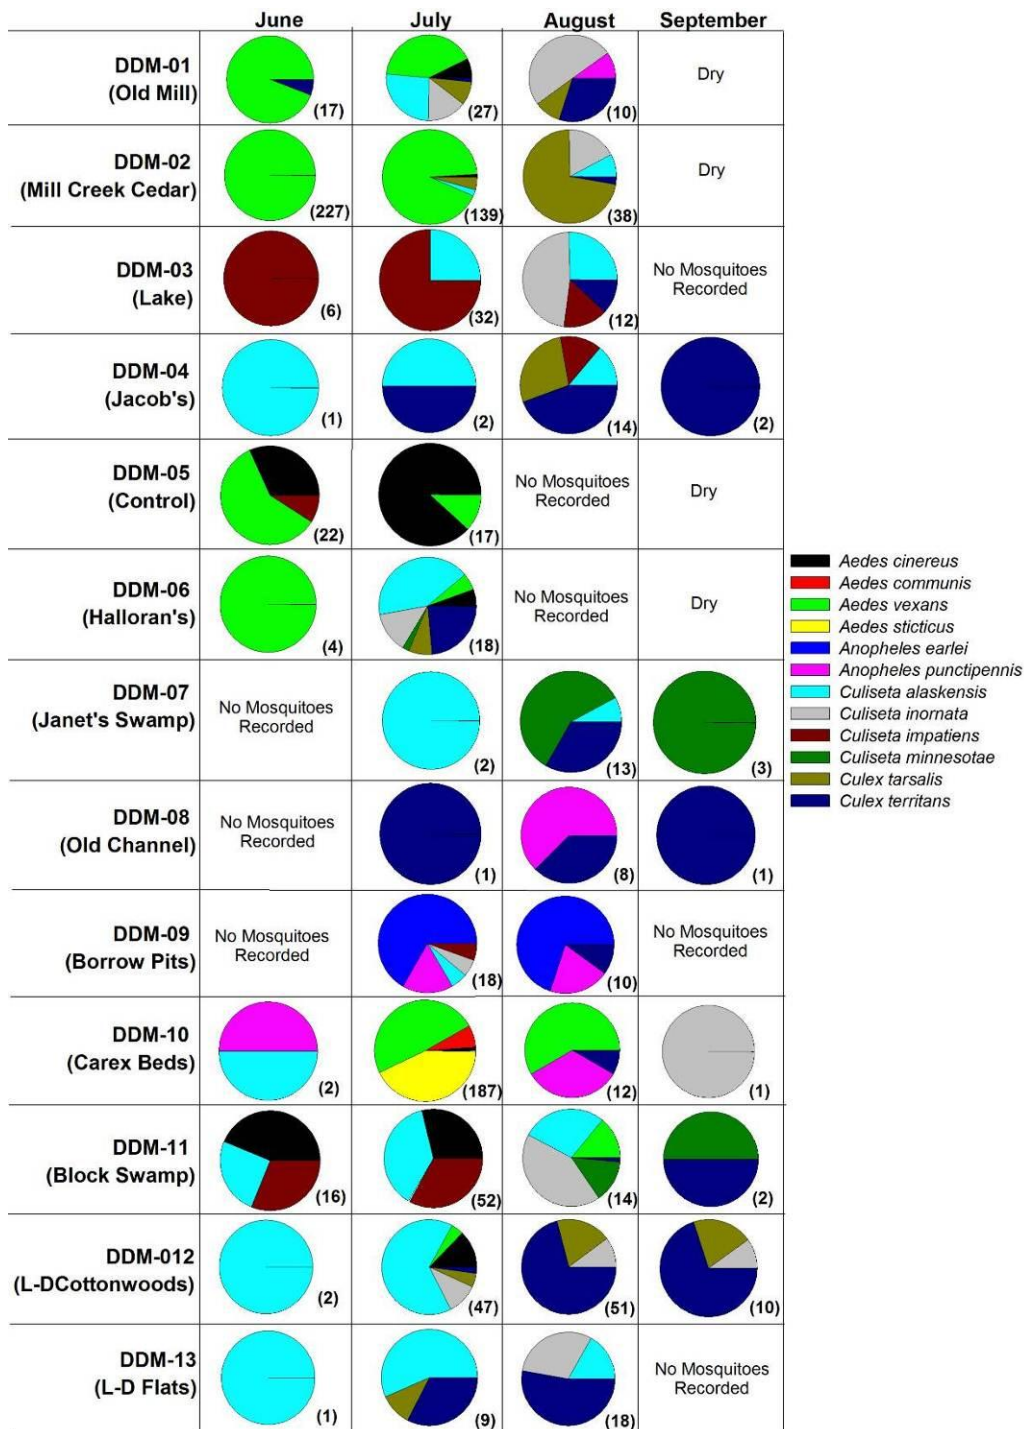 June July August September
DDM-01
(Old Mill)
(17) (27) (10) Dry
DDM-02
(Mill Creek Cedar)
(227) (139) (38) Dry
DDM-03
(Lake)
(6) (32) (12) No Mosquitoes
Recorded
DDM-04
(Jacob's)
(1) (2) (14) (2)
DDM-05
(Control)
(22) (17) No Mosquitoes
Recorded
Dry
DDM-06
(Halloran's)
(4) (18) No Mosquitoes
Recorded
Dry
DDM-07
(Janet's Swamp)
No Mosquitoes
Recorded
(2) (13) (3)
DDM-08
(Old Channel)
No Mosquitoes
Recorded
(1) (8) (1)
DDM-09
(Borrow Pits)
No Mosquitoes
Recorded
(18) (10) No Mosquitoes
Recorded
DDM-10
(Carex Beds)
(2) (187) (12) (1)
DDM-11
(Block Swamp)
(16) (52) (14) (2)
DDM-012
(L-DCottonwoods)
(2) (47) (51) (10)
DDM-13
(L-D Flats)
(1) (9) (18) No Mosquitoes
Recorded
Aedes cinereus
Aedes communis
Aedes vexans
Aedes sticticus
Anopheles earlei
Anopheles punctipennis
Culiseta alaskensis
Culiseta inornata
Culiseta impatiens
Culiseta minnesotae
Culex tarsalis
Culex territans